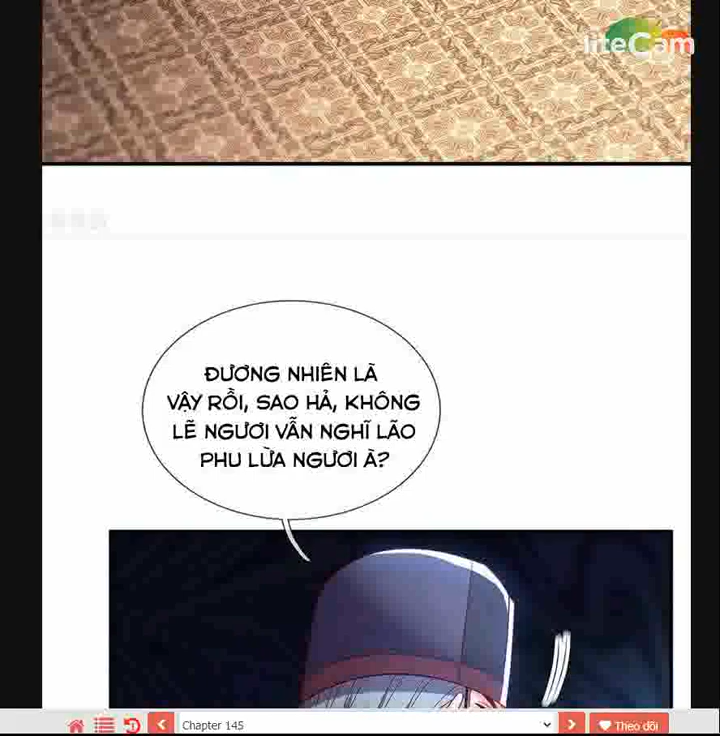 liteCam
ĐƯƠNG NHIÊN LÀ
VẬY RỒI, SAO HẢ, KHÔNG
LẼ NGƯƠI VẪN NGHĨ LÃO
PHU LỪA NGƯƠI À?
Chapter 145
Theo dõi